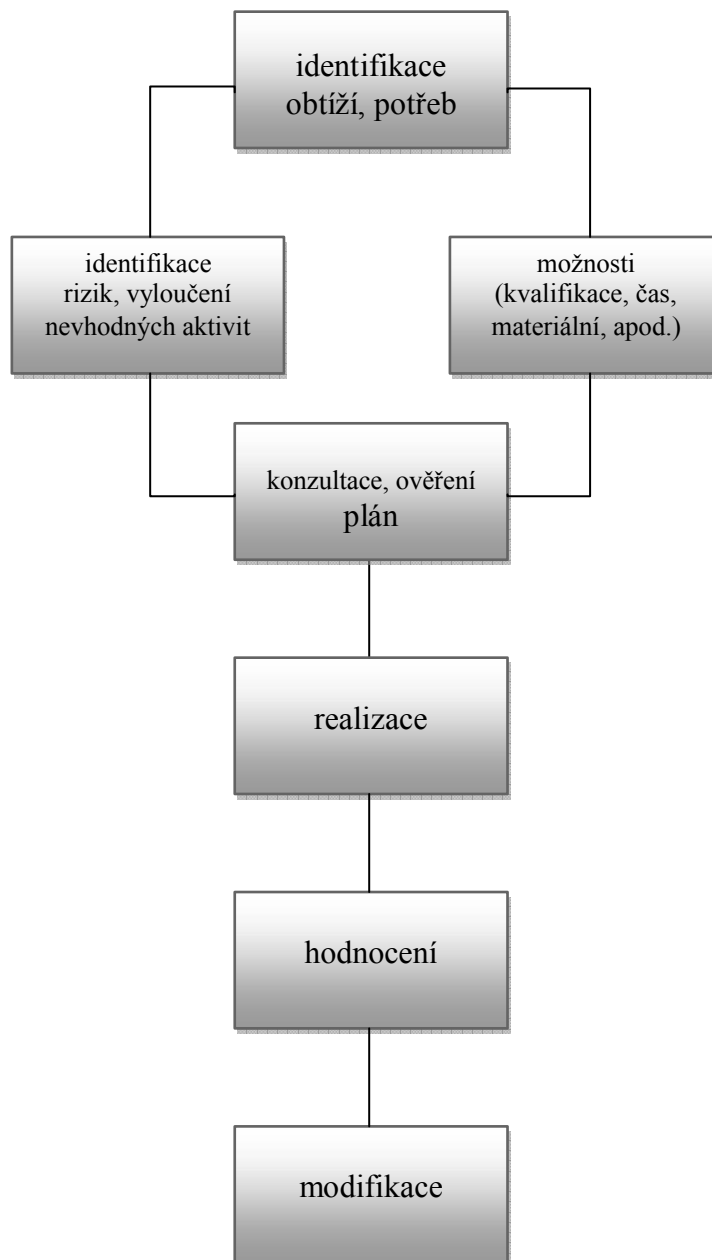 identifikace
obtíží, potřeb
identifikace
rizik, vyloučení
nevhodných aktivit
možnosti
(kvalifikace, čas,
materiální, apod.)
konzultace, ověření
plán
realizace
hodnocení
modifikace